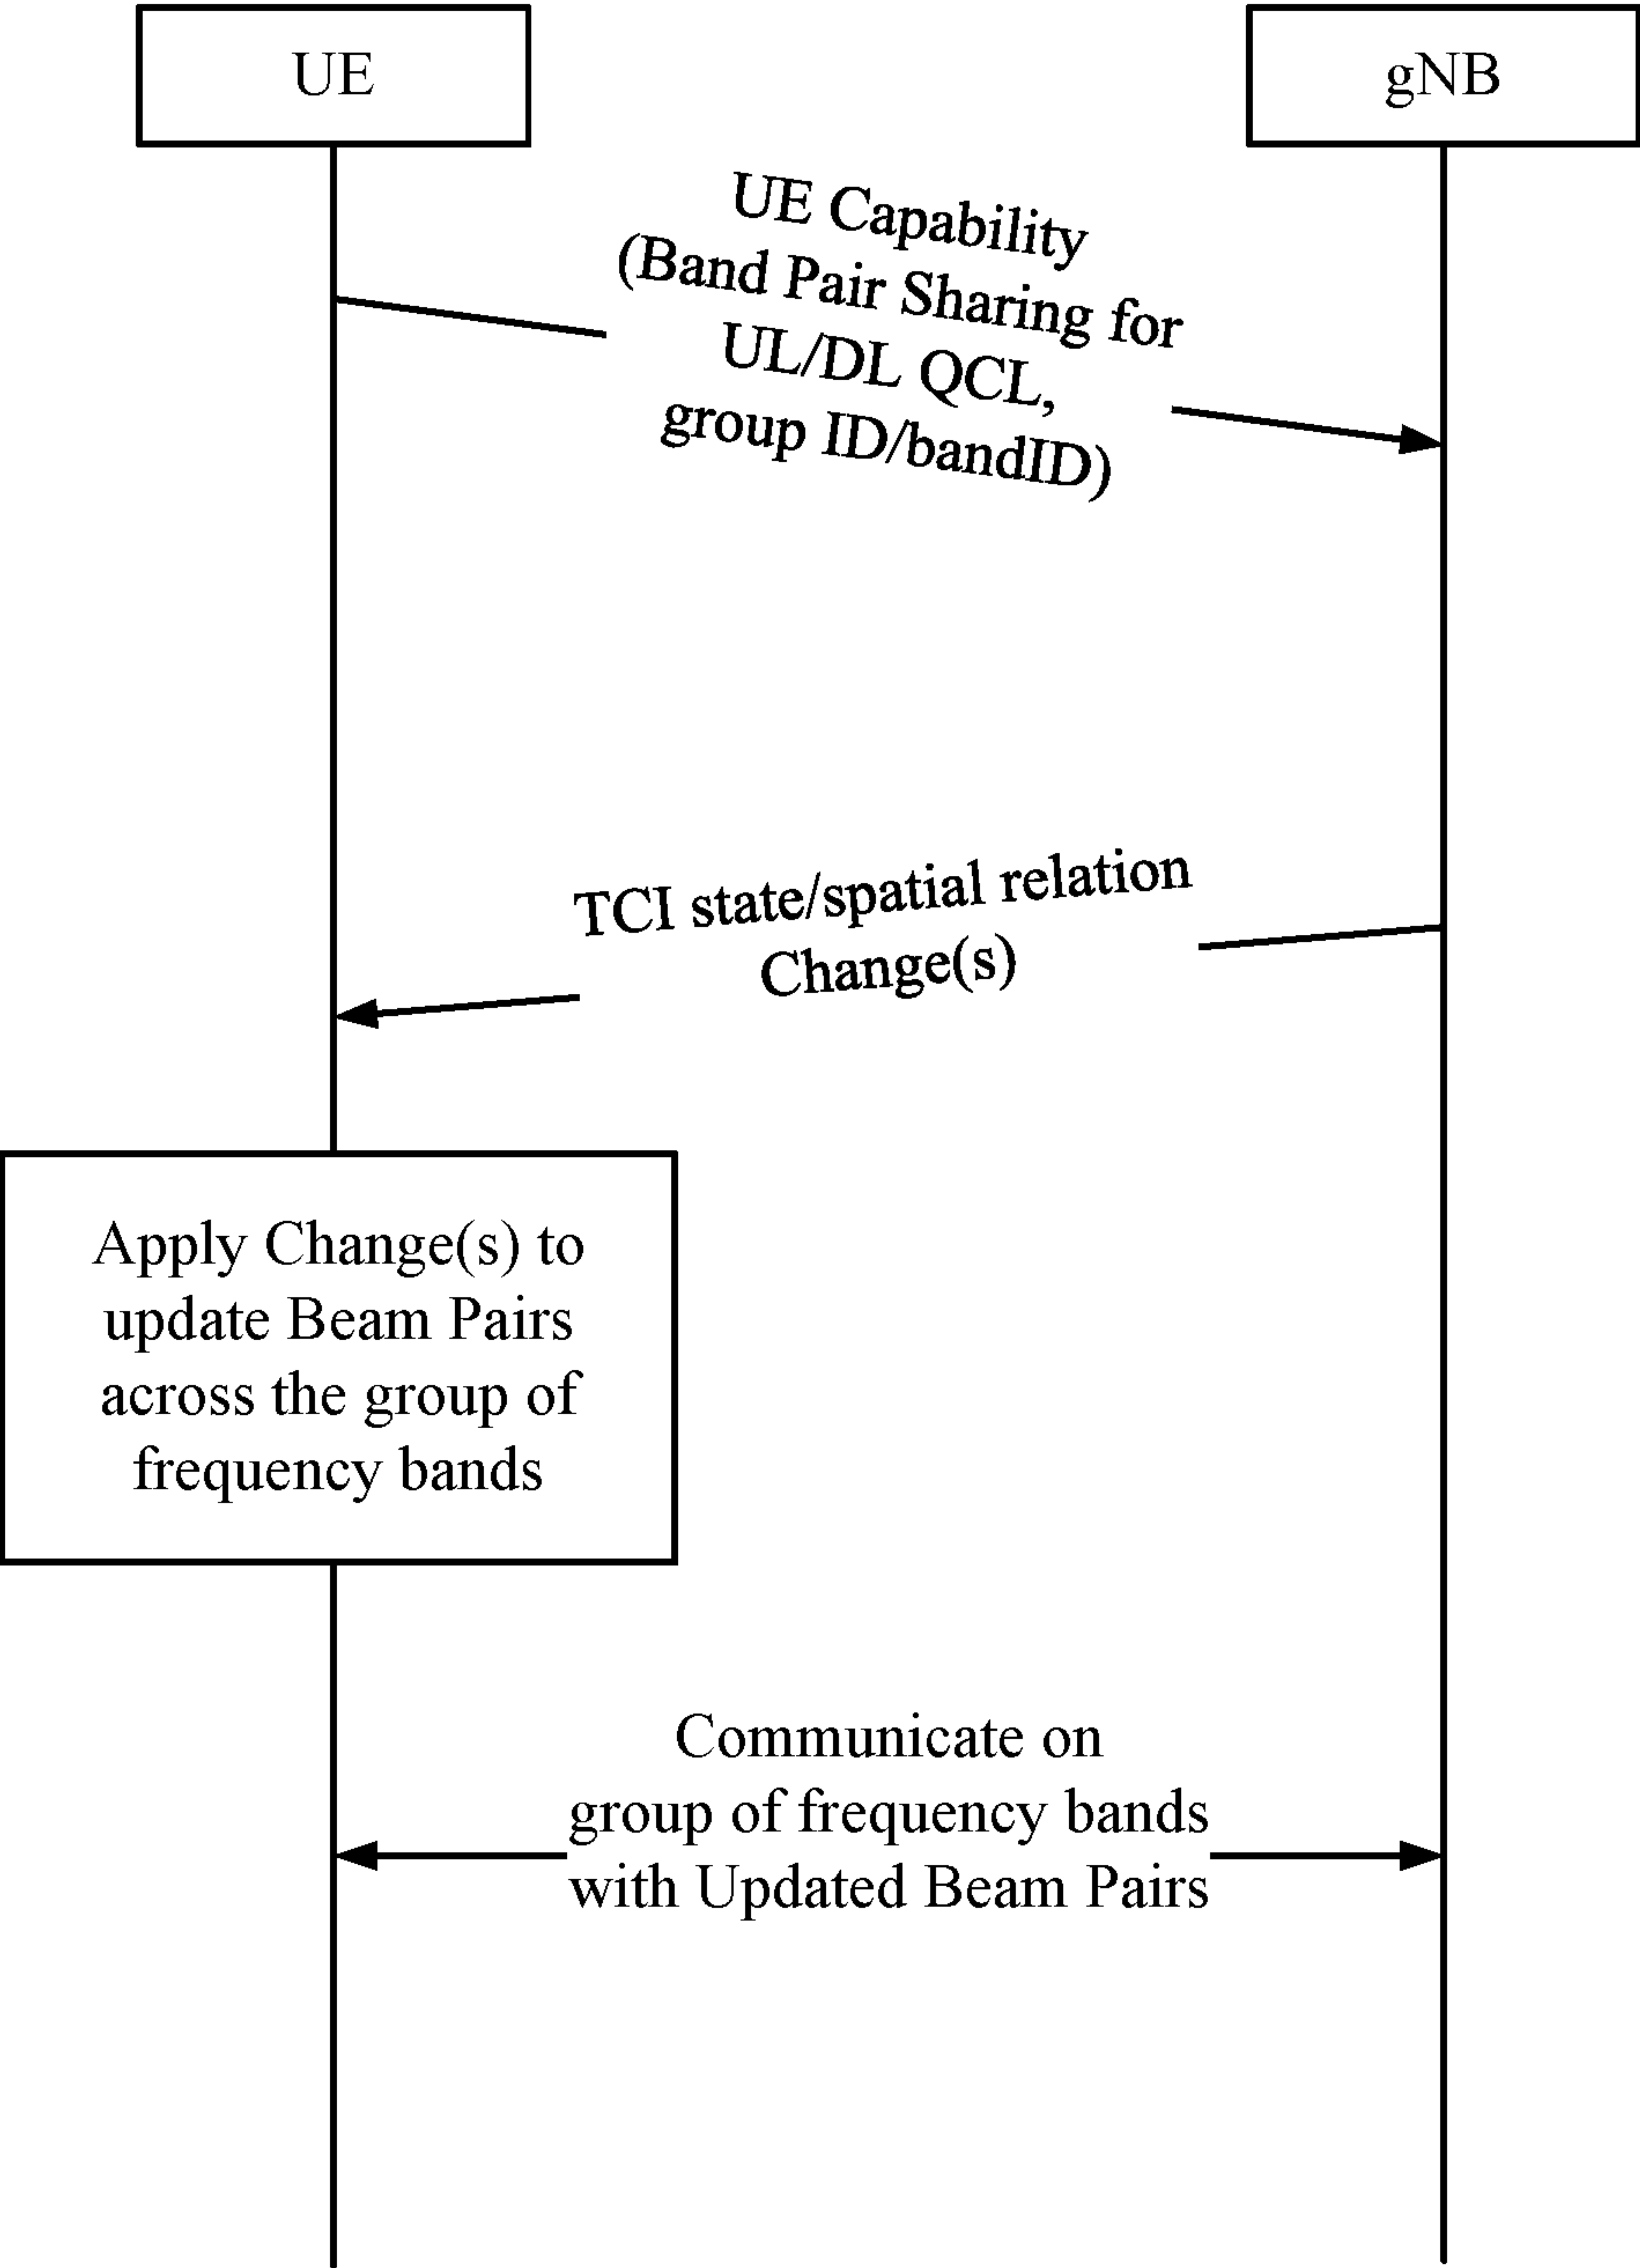 UE
gNB
UE Capability
(Band Pair Sharing for
UL/DL QCL,
group ID/bandID)
TCI state/spatial relation
Change(s)
Apply Change(s) to
update Beam Pairs
across the group of
frequency bands
Communicate on
group of frequency bands
with Updated Beam Pairs